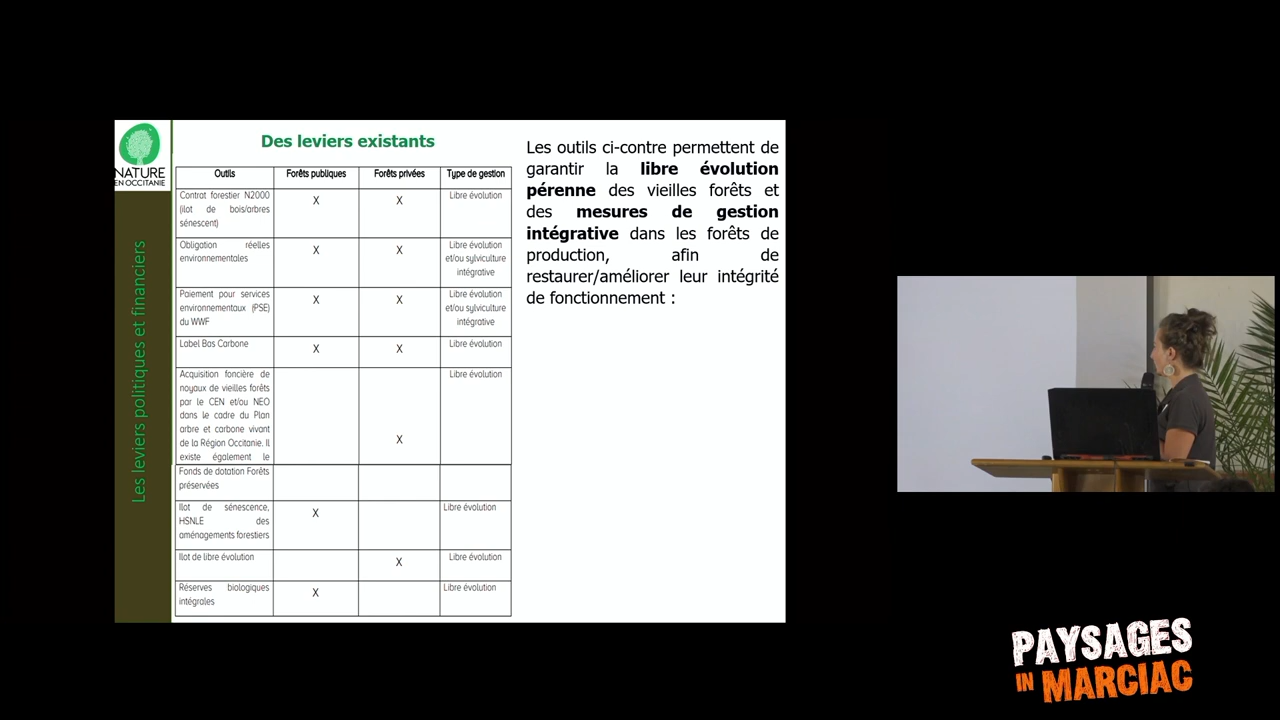 Des leviers existants
NATURE
EN OCCITANIE
Les leviers politiques et financiers
Outils Forêts publiques Forêts privées Type de gestion
Contrat forestier N2000 X X Libre évolution
(ilot de bois/arbres
sénescent)
Obligation réelles X X Libre évolution
environnementales et/ou sylviculture
intégrative
Paiement pour services X X Libre évolution
environnementaux (PSE) et/ou sylviculture
du WWF intégrative
Label Bas Carbone X X Libre évolution
Acquisition foncière de Libre évolution
noyaux de vieilles forêts
par le CEN et/ou NEO
dans le cadre du Plan
arbre et carbone vivant
de la Région Occitanie. Il X
existe également le
Fonds de dotation Forêts
préservées
Ilot de sénescence, X Libre évolution
HSNLE des
aménagements forestiers
Ilot de libre évolution X Libre évolution
Réserves biologiques X Libre évolution
intégrales
Les outils ci-contre permettent de
garantir la libre évolution
pérenne des vieilles forêts et
des mesures de gestion
intégrative dans les forêts de
production, afin de
restaurer/améliorer leur intégrité
de fonctionnement :
PAYSAGES
IN MARCIAC